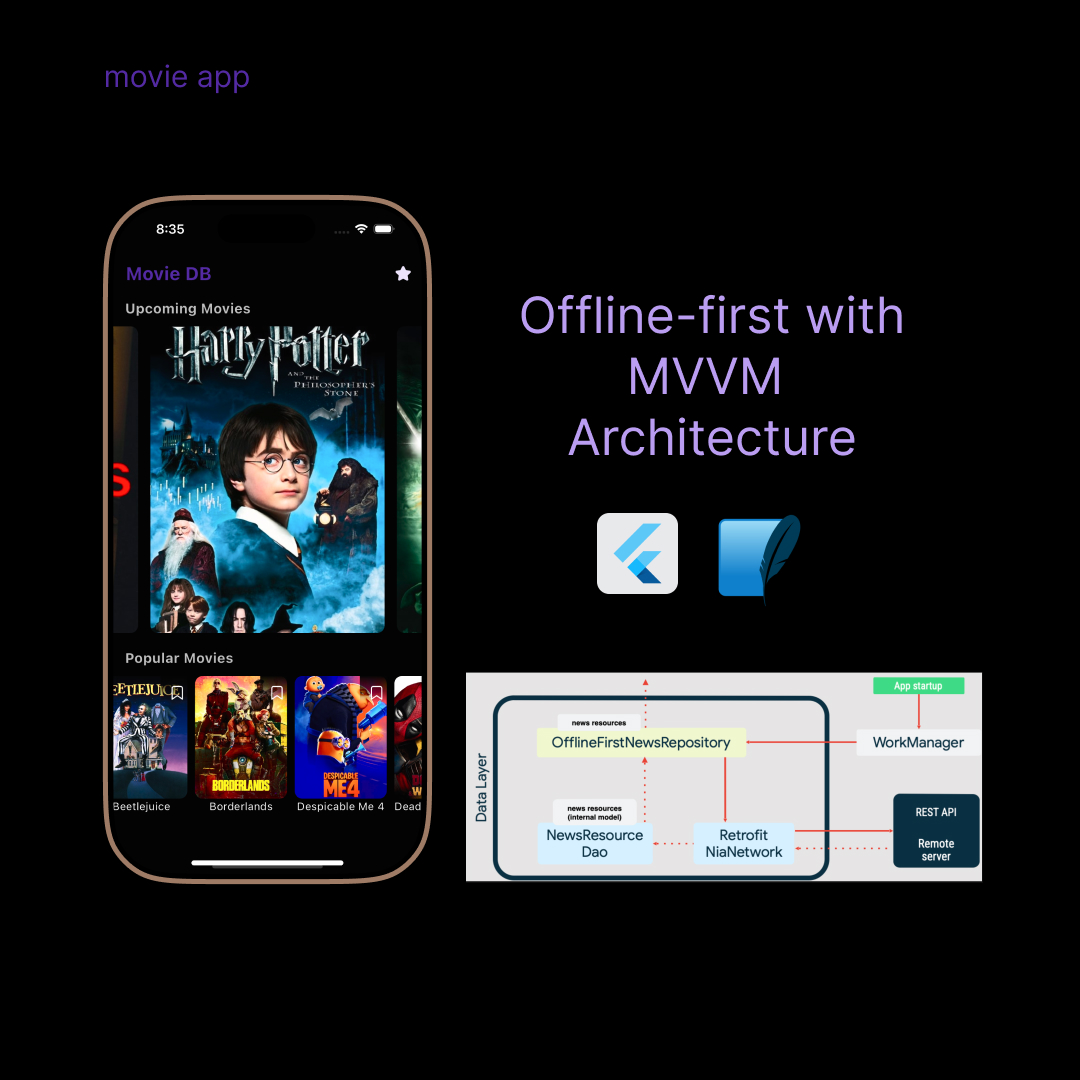 movie app
8:35
Movie DB
Upcoming Movies
S
Harry Potter
AND THE
PHILOSOPHER'S
STONE
Popular Movies
BEETLEJUICE
BORDERLANDS
DESPICABLE
ME4
Beetlejuice
Borderlands
Despicable Me 4
Dead
Offline-first with
MVVM
Architecture
App startup
news resources
OfflineFirstNewsRepository
WorkManager
Data Layer
news resources
(internal model)
NewsResource
Dao
Retrofit
NiaNetwork
REST API
Remote
server